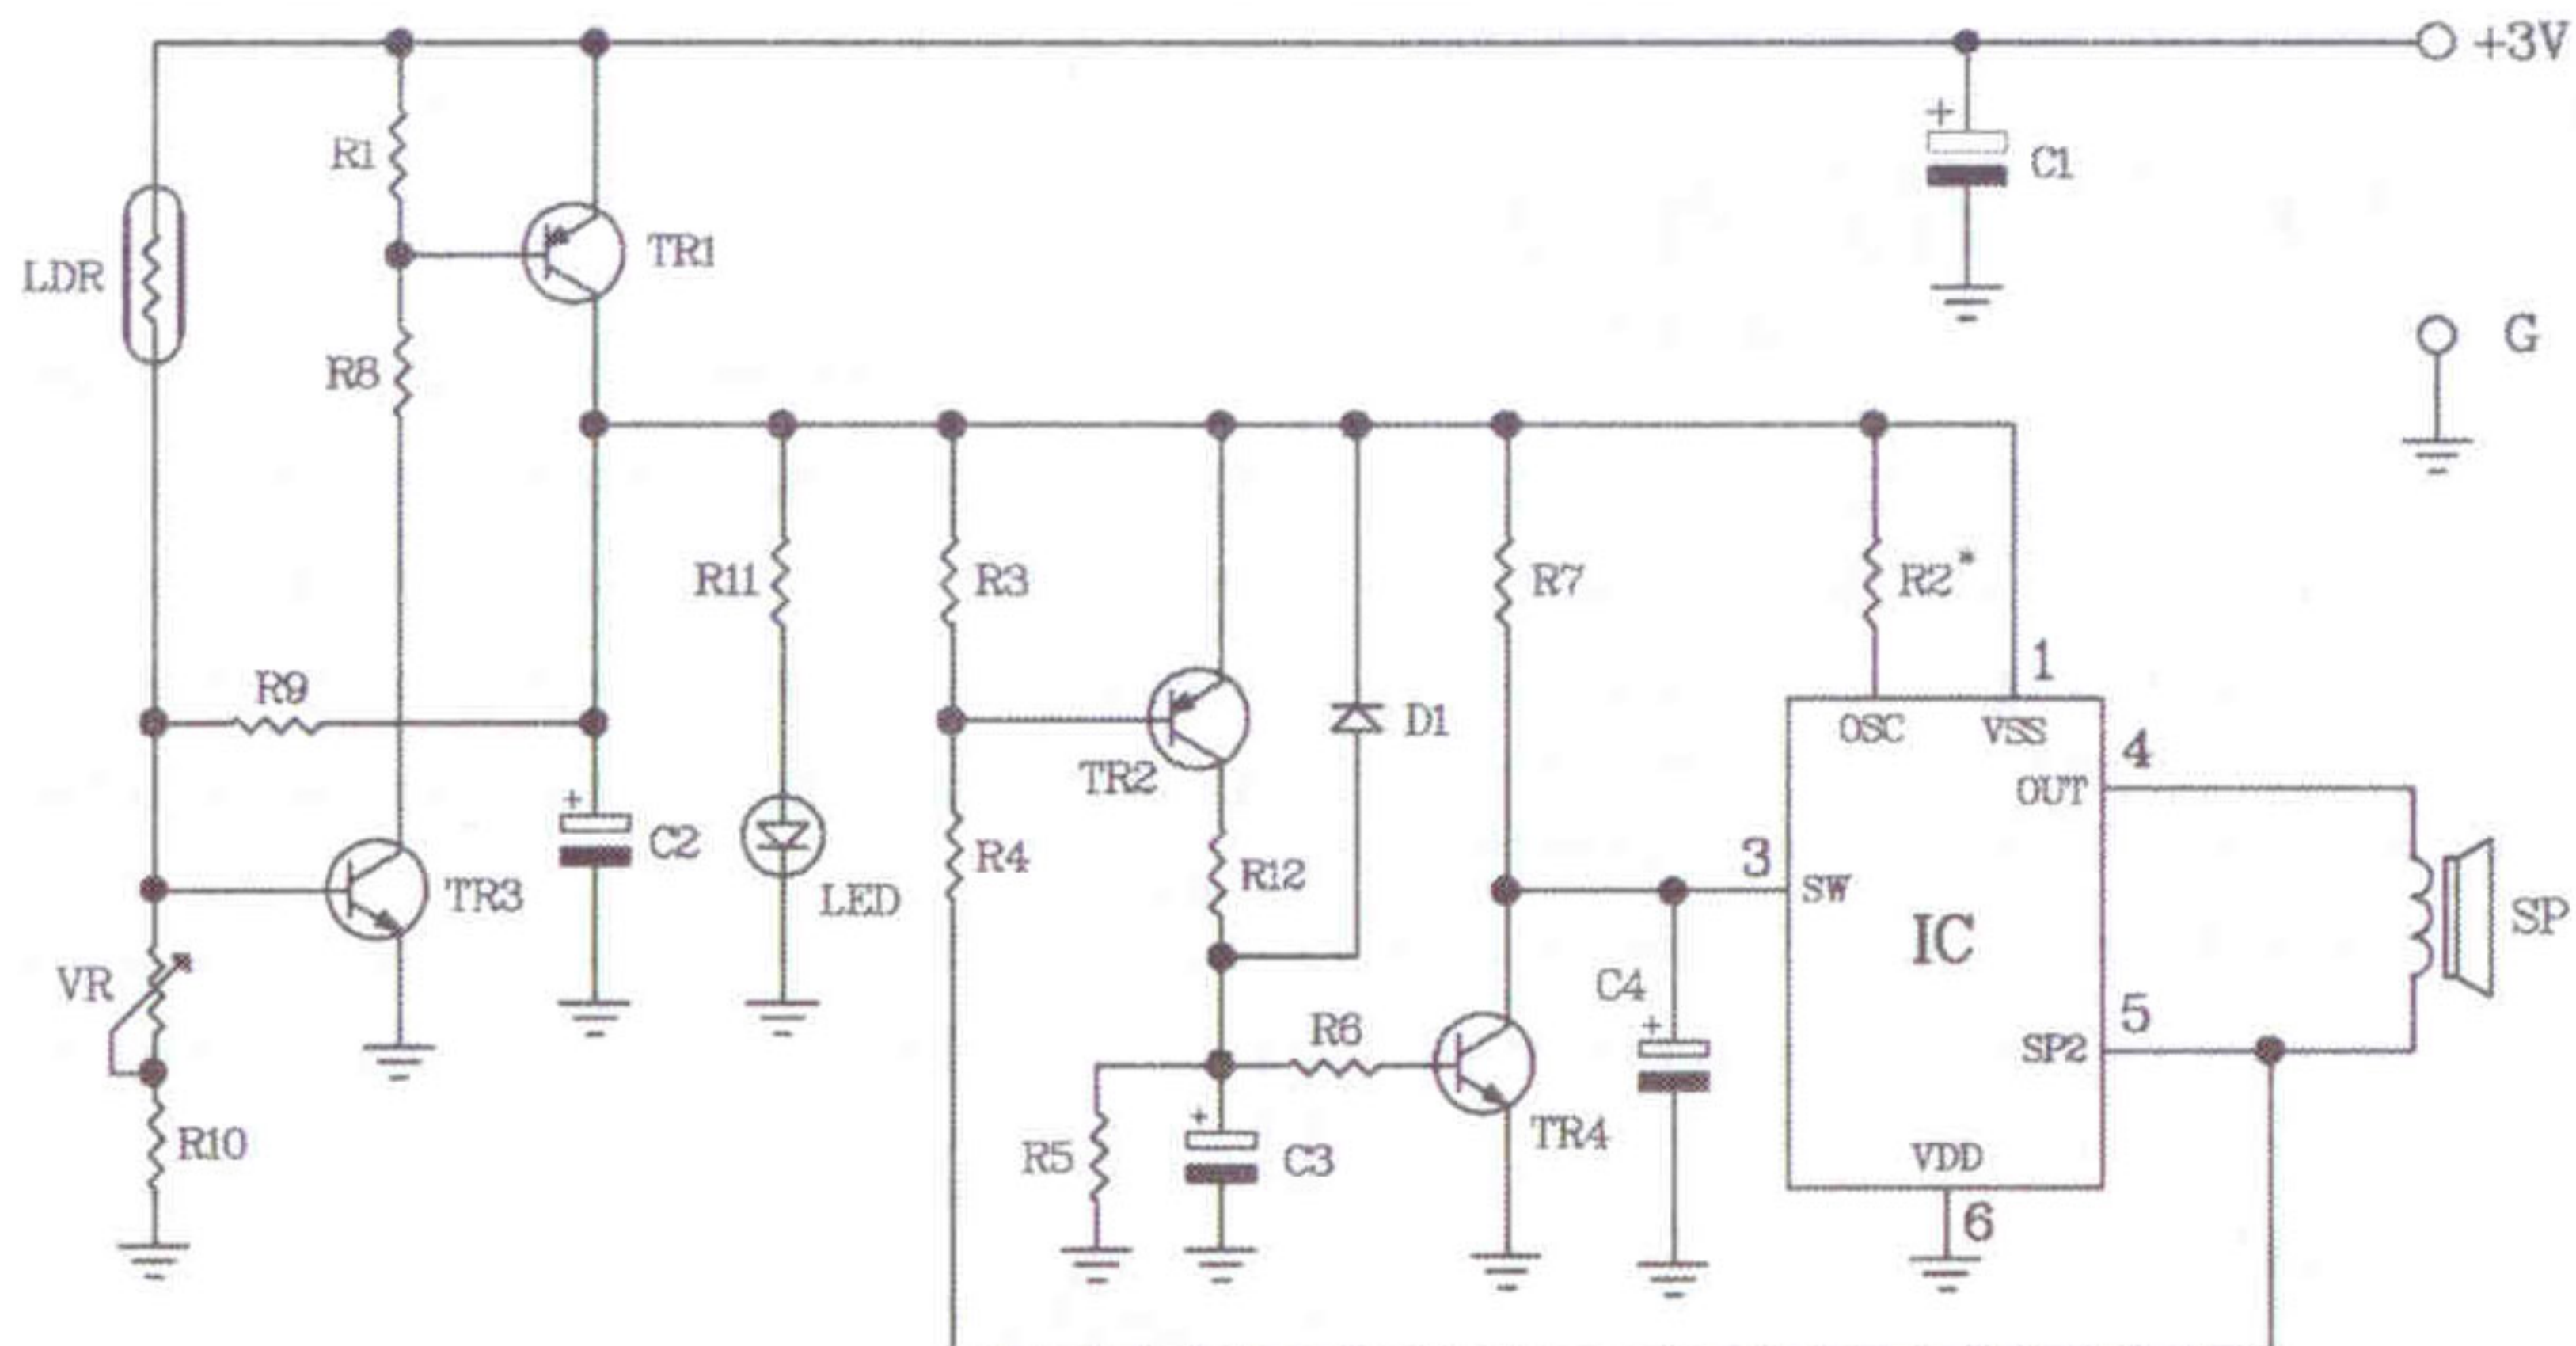 +3V
R1
+
C1
TR1
LDR
G
R8
R11
R3
R7
R2*
1
R9
OSC
VSS
D1
4
TR2
OUT
+
C2
R4
3
R12
TR3
LED
SW
SP
IC
VR
C4
5
R6
+
SP2
+
TR4
R10
R5
C3
VDD
6